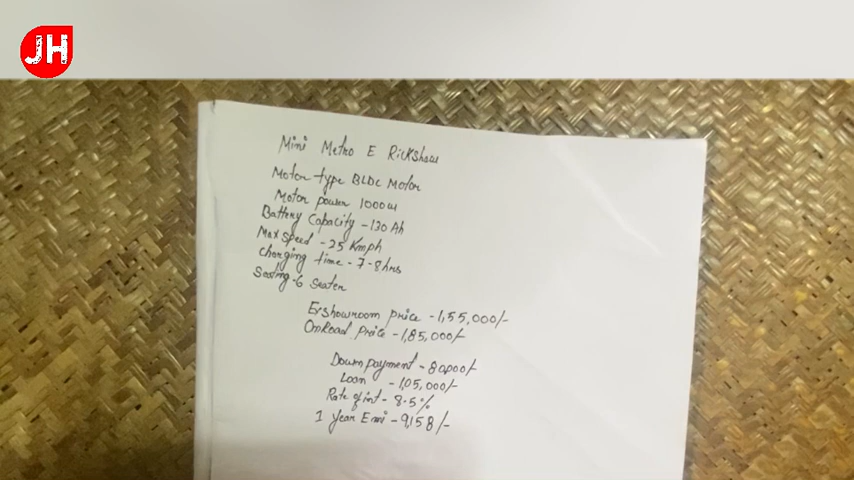 JH
Mini Metro E Rickshaw
Motor type BLDC Motor
Motor power 1000w
Battery Capacity - 130 Ah
Max Speed - 25 Kmph
Charging time - 7-8 hrs
Seating - 6 Seater
Exshowroom price - 1,55,000/-
OnRoad price - 1,85,000/-
Down payment - 80,000/-
Loan - 1,05,000/-
Rate of int - 8.5%
1 Year Emi - 9,158/-